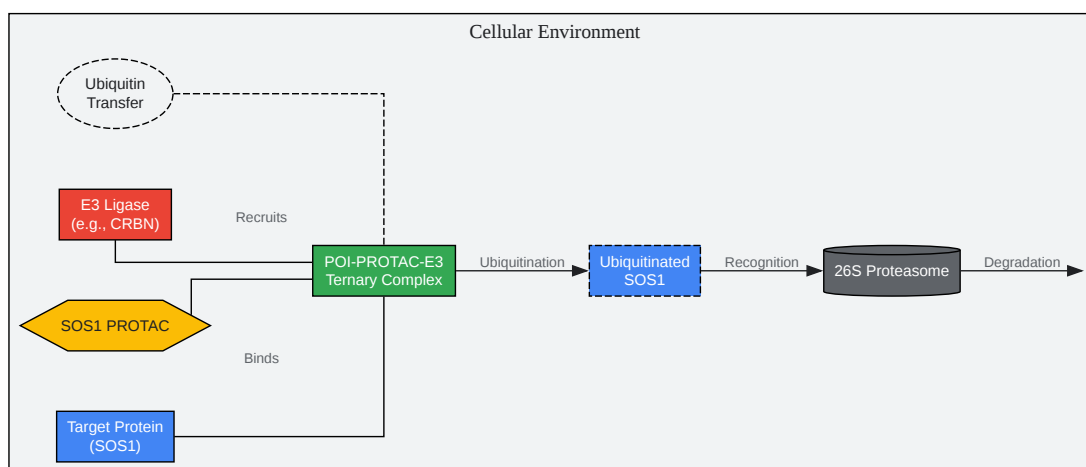 Cellular Environment
Ubiquitin
Transfer
E3 Ligase
(e.g., CRBN)
Recruits
POI-PROTAC-E3
Ternary Complex
Ubiquitination
Ubiquitinated
SOS1
Recognition
26S Proteasome
Degradation
SOS1 PROTAC
Binds
Target Protein
(SOS1)